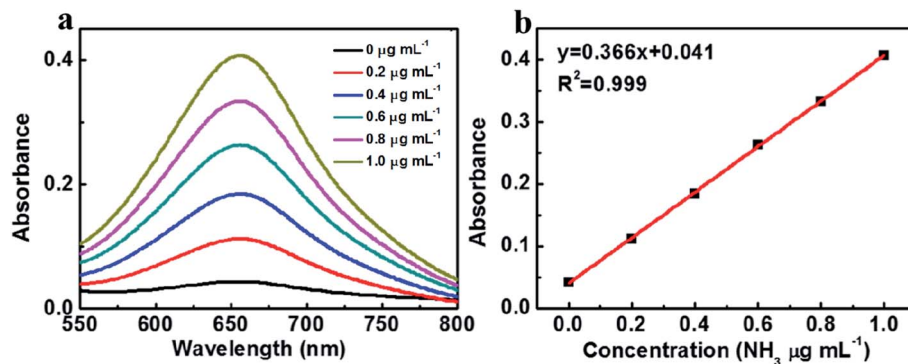 a
0 μg mL⁻¹
0.2 μg mL⁻¹
0.4 μg mL⁻¹
0.6 μg mL⁻¹
0.8 μg mL⁻¹
1.0 μg mL⁻¹
0.4
0.2
0.0
Absorbance
550 600 650 700 750 800
Wavelength (nm)
b
y=0.366x+0.041
R²=0.999
0.4
0.3
0.2
0.1
0.0
Absorbance
0.0 0.2 0.4 0.6 0.8 1.0
Concentration (NH₃ μg mL⁻¹)